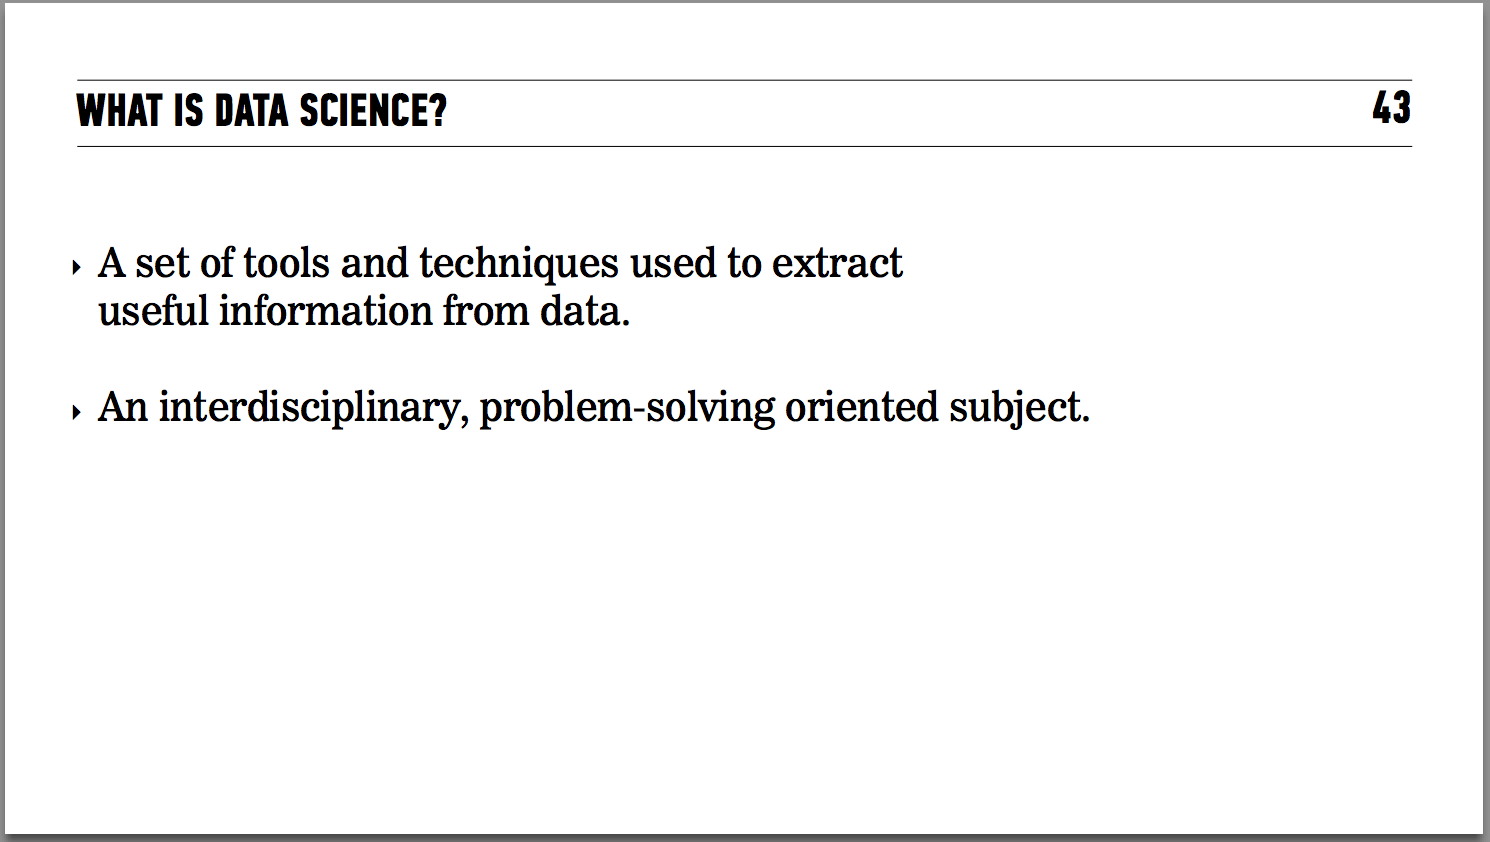 WHAT IS DATA SCIENCE?
43
‣ A set of tools and techniques used to extract
useful information from data.
‣ An interdisciplinary, problem-solving oriented subject.